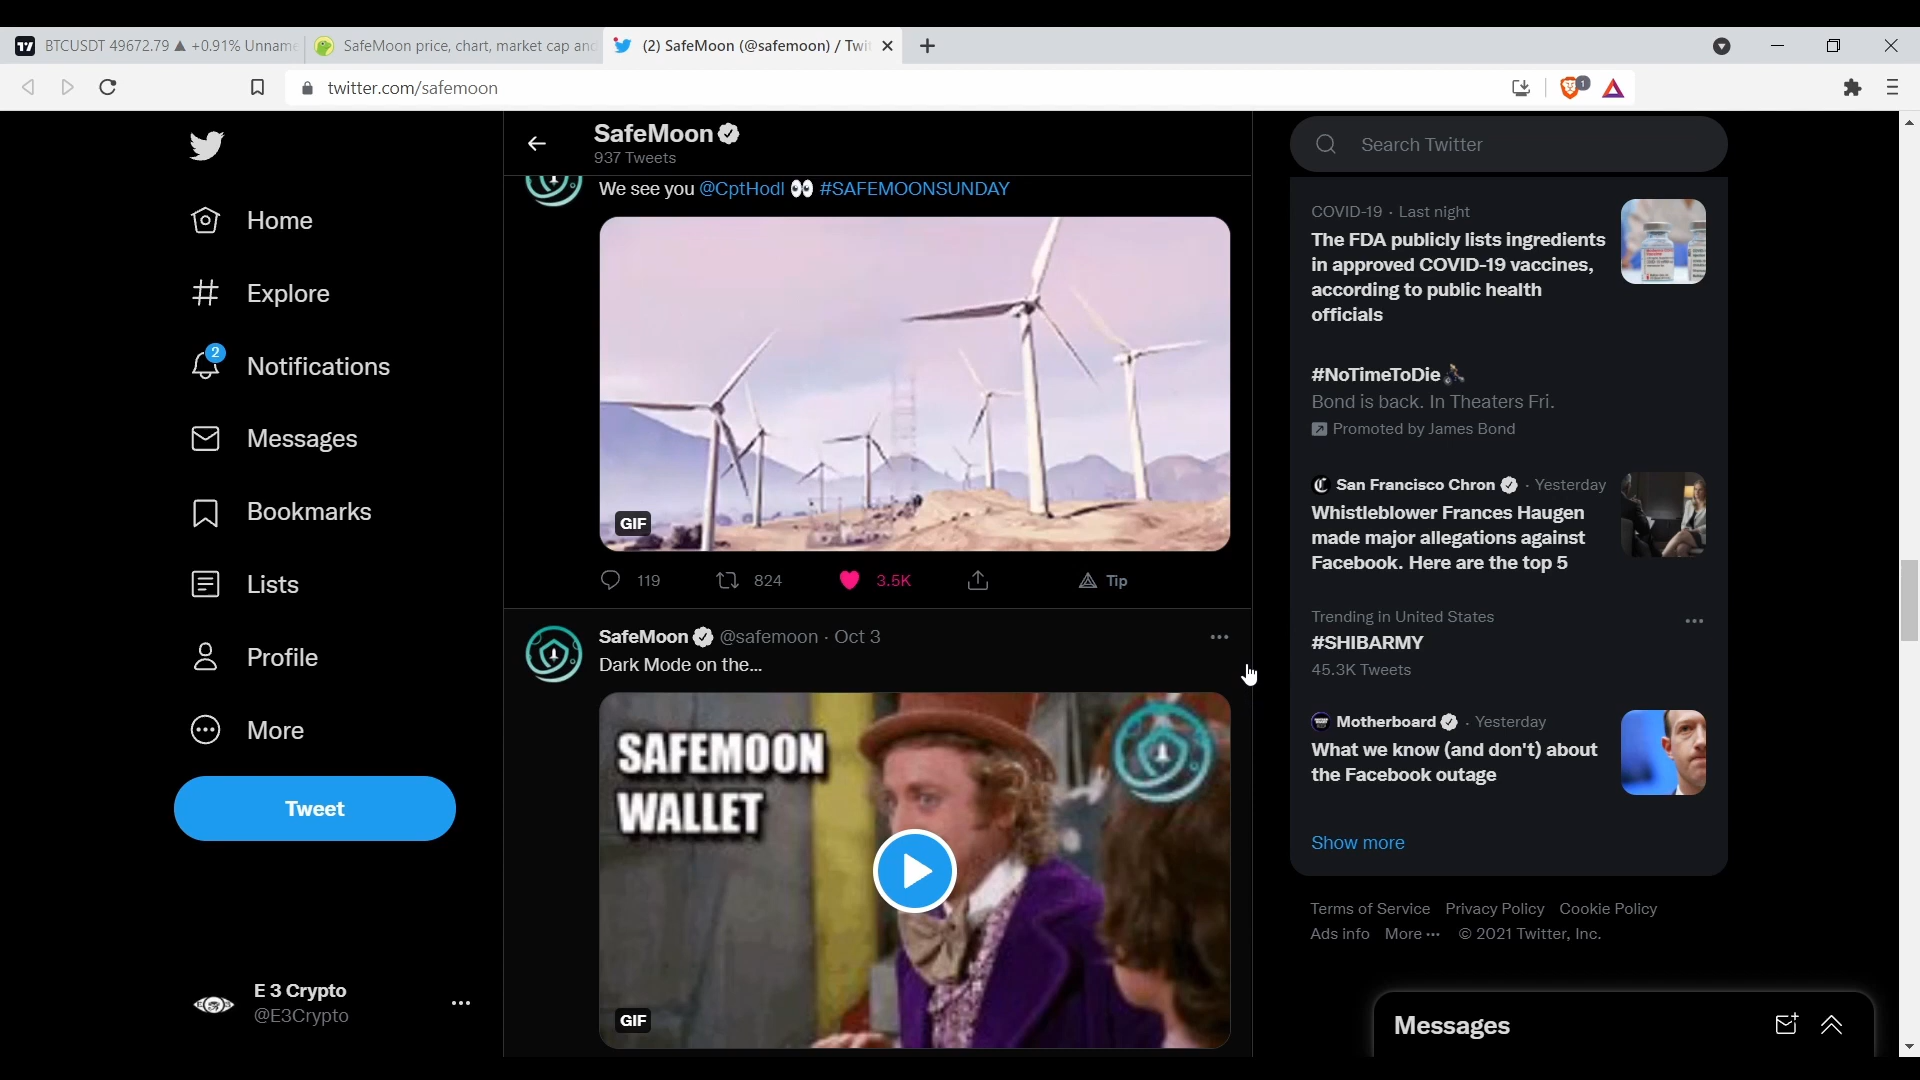 BTCUSDT 49672.79 ▲ +0.91% Unname
SafeMoon price, chart, market cap and
(2) SafeMoon (@safemoon) / Twit
twitter.com/safemoon
1
SafeMoon
937 Tweets
Search Twitter
Home
Explore
2
Notifications
Messages
Bookmarks
Lists
Profile
More
Tweet
E 3 Crypto
@E3Crypto
We see you @CptHodl 👀 #SAFEMOONSUNDAY
GIF
119 824 3.5K Tip
SafeMoon @safemoon · Oct 3
Dark Mode on the...
SAFEMOON
WALLET
GIF
COVID-19 · Last night
The FDA publicly lists ingredients
in approved COVID-19 vaccines,
according to public health
officials
#NoTimeToDie
Bond is back. In Theaters Fri.
Promoted by James Bond
San Francisco Chron · Yesterday
Whistleblower Frances Haugen
made major allegations against
Facebook. Here are the top 5
Trending in United States
#SHIBARMY
45.3K Tweets
Motherboard · Yesterday
What we know (and don't) about
the Facebook outage
Show more
Terms of Service Privacy Policy Cookie Policy
Ads info More ··· © 2021 Twitter, Inc.
Messages